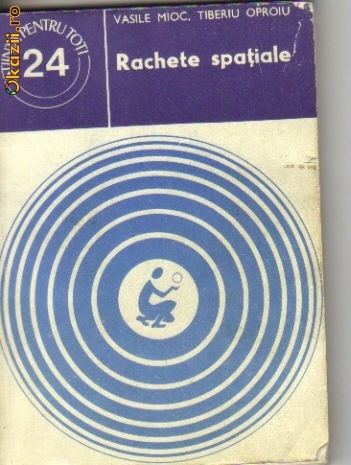 Okazii.ro
VASILE MIOC, TIBERIU OPROIU
PENTRU TOȚI
24
Rachete spațiale